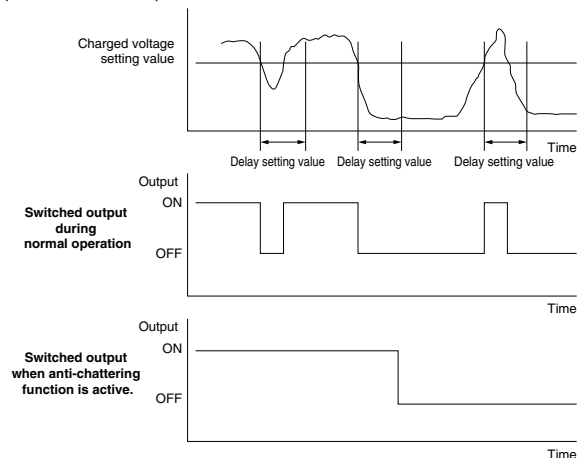 Charged voltage
setting value
Time
Delay setting value Delay setting value Delay setting value
Output
ON
Switched output
during
normal operation
OFF
Time
Output
ON
Switched output
when anti-chattering
function is active.
OFF
Time